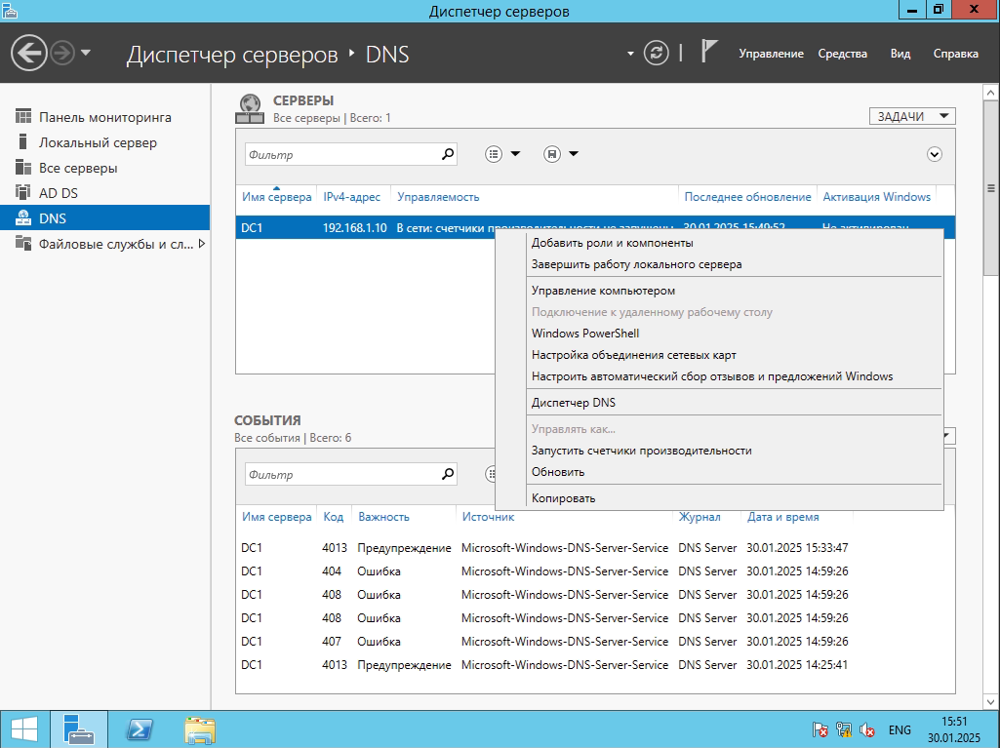 Диспетчер серверов
Диспетчер серверов DNS
Управление Средства Вид Справка
Панель мониторинга
Локальный сервер
Все серверы
AD DS
DNS
Файловые службы и сл...
СЕРВЕРЫ
Все серверы | Всего: 1
ЗАДАЧИ
Фильтр
Имя сервера IPv4-адрес Управляемость Последнее обновление Активация Windows
DC1 192.168.1.10 В сети: счетчики производительности не запущены 30.01.2025 15:49:52 Не активирован
Добавить роли и компоненты
Завершить работу локального сервера
Управление компьютером
Подключение к удаленному рабочему столу
Windows PowerShell
Настройка объединения сетевых карт
Настроить автоматический сбор отзывов и предложений Windows
Диспетчер DNS
Управлять как...
Запустить счетчики производительности
Обновить
Копировать
СОБЫТИЯ
Все события | Всего: 6
Фильтр
Имя сервера Код Важность Источник Журнал Дата и время
DC1 4013 Предупреждение Microsoft-Windows-DNS-Server-Service DNS Server 30.01.2025 15:33:47
DC1 404 Ошибка Microsoft-Windows-DNS-Server-Service DNS Server 30.01.2025 14:59:26
DC1 408 Ошибка Microsoft-Windows-DNS-Server-Service DNS Server 30.01.2025 14:59:26
DC1 408 Ошибка Microsoft-Windows-DNS-Server-Service DNS Server 30.01.2025 14:59:26
DC1 407 Ошибка Microsoft-Windows-DNS-Server-Service DNS Server 30.01.2025 14:59:26
DC1 4013 Предупреждение Microsoft-Windows-DNS-Server-Service DNS Server 30.01.2025 14:25:41
ENG
15:51
30.01.2025